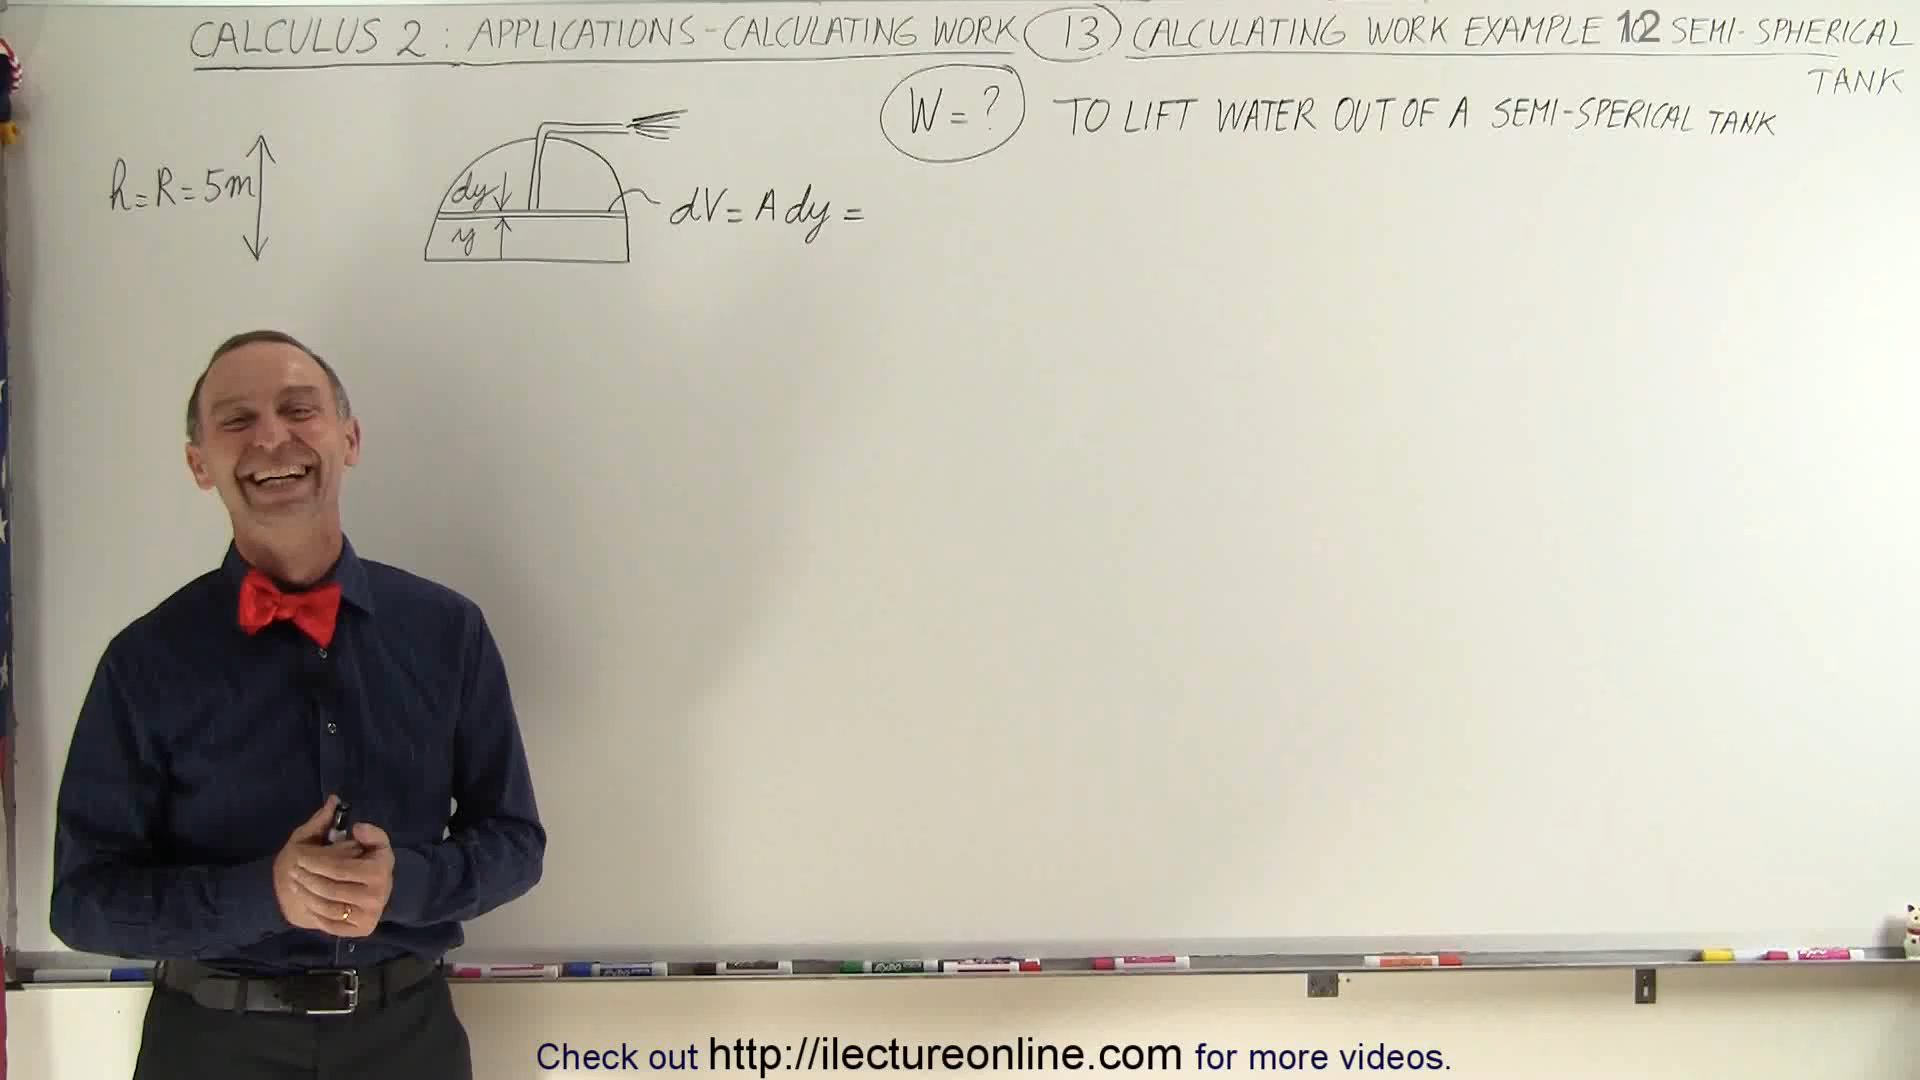 CALCULUS 2 : APPLICATIONS - CALCULATING WORK 13 CALCULATING WORK EXAMPLE 12 SEMI-SPHERICAL
TANK
W = ? TO LIFT WATER OUT OF A SEMI-SPERICAL TANK
h = R = 5m
dy
y
dV = A dy =
EXPO
Check out http://ilectureonline.com for more videos.